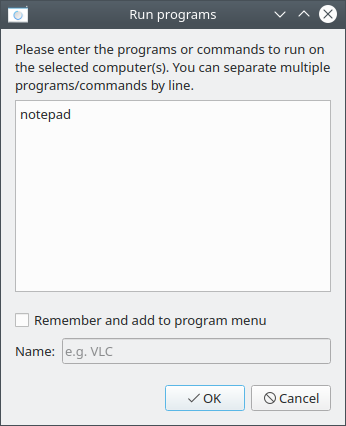 Run programs
Please enter the programs or commands to run on
the selected computer(s). You can separate multiple
programs/commands by line.
notepad
Remember and add to program menu
Name: e.g. VLC
OK Cancel